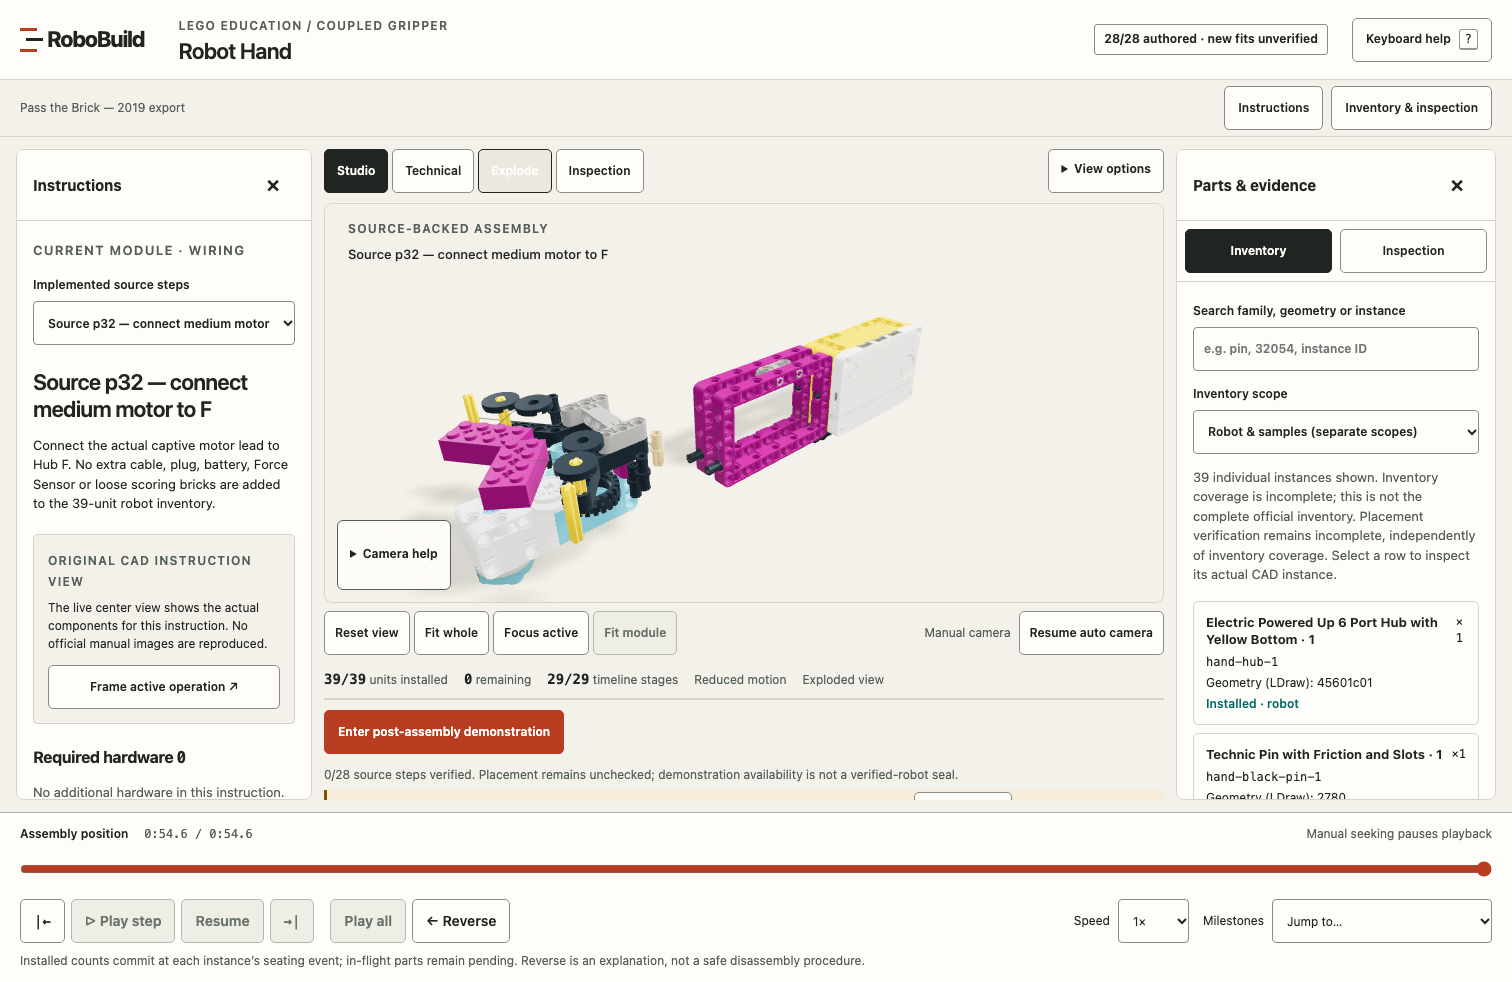 RoboBuild
LEGO EDUCATION / COUPLED GRIPPER
Robot Hand
28/28 authored · new fits unverified
Keyboard help ?
Pass the Brick — 2019 export
Instructions
Inventory & inspection
Instructions ×
CURRENT MODULE · WIRING
Implemented source steps
Source p32 — connect medium motor
Source p32 — connect
medium motor to F
Connect the actual captive motor lead to
Hub F. No extra cable, plug, battery, Force
Sensor or loose scoring bricks are added
to the 39-unit robot inventory.
ORIGINAL CAD INSTRUCTION
VIEW
The live center view shows the actual
components for this instruction. No
official manual images are reproduced.
Frame active operation ↗
Required hardware 0
No additional hardware in this instruction.
Studio
Technical
Explode
Inspection
▶ View options
SOURCE-BACKED ASSEMBLY
Source p32 — connect medium motor to F
▶ Camera help
Reset view
Fit whole
Focus active
Fit module
Manual camera
Resume auto camera
39/39 units installed 0 remaining 29/29 timeline stages Reduced motion Exploded view
Enter post-assembly demonstration
0/28 source steps verified. Placement remains unchecked; demonstration availability is not a verified-robot seal.
Parts & evidence ×
Inventory
Inspection
Search family, geometry or instance
e.g. pin, 32054, instance ID
Inventory scope
Robot & samples (separate scopes)
39 individual instances shown. Inventory
coverage is incomplete; this is not the
complete official inventory. Placement
verification remains incomplete, independently
of inventory coverage. Select a row to inspect
its actual CAD instance.
Electric Powered Up 6 Port Hub with ×
Yellow Bottom · 1 1
hand-hub-1
Geometry (LDraw): 45601c01
Installed · robot
Technic Pin with Friction and Slots · 1 ×1
hand-black-pin-1
Geometry (LDraw): 2780
Assembly position 0:54.6 / 0:54.6
Manual seeking pauses playback
|←
▷ Play step
Resume
→|
Play all
← Reverse
Speed 1×
Milestones Jump to...
Installed counts commit at each instance's seating event; in-flight parts remain pending. Reverse is an explanation, not a safe disassembly procedure.